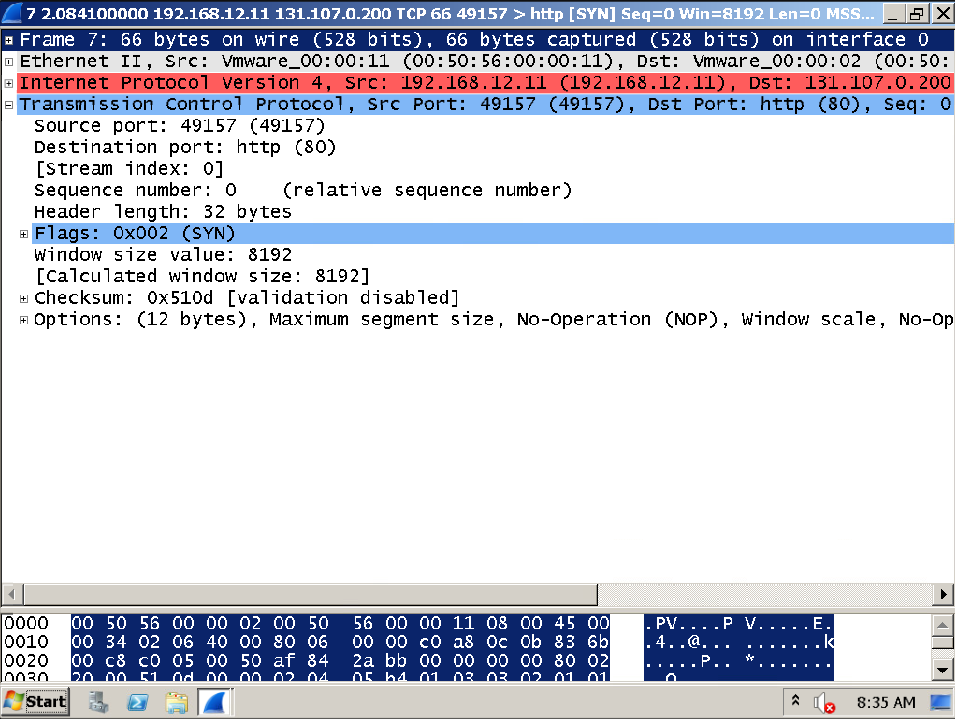 7 2.084100000 192.168.12.11 131.107.0.200 TCP 66 49157 > http [SYN] Seq=0 Win=8192 Len=0 MSS...
Frame 7: 66 bytes on wire (528 bits), 66 bytes captured (528 bits) on interface 0
Ethernet II, Src: Vmware_00:00:11 (00:50:56:00:00:11), Dst: Vmware_00:00:02 (00:50:
Internet Protocol Version 4, Src: 192.168.12.11 (192.168.12.11), Dst: 131.107.0.200
Transmission Control Protocol, Src Port: 49157 (49157), Dst Port: http (80), Seq: 0
Source port: 49157 (49157)
Destination port: http (80)
[Stream index: 0]
Sequence number: 0    (relative sequence number)
Header length: 32 bytes
Flags: 0x002 (SYN)
Window size value: 8192
[Calculated window size: 8192]
Checksum: 0x510d [validation disabled]
Options: (12 bytes), Maximum segment size, No-Operation (NOP), Window scale, No-Op
0000 00 50 56 00 00 02 00 50 56 00 00 11 08 00 45 00 .PV....P V.....E.
0010 00 34 02 06 40 00 80 06 00 00 c0 a8 0c 0b 83 6b .4..@... .......k
0020 00 c8 c0 05 00 50 af 84 2a bb 00 00 00 00 80 02 .....P.. *.......
0030 20 00 51 0d 00 00 02 04 05 b4 01 03 03 02 01 01
Start
8:35 AM